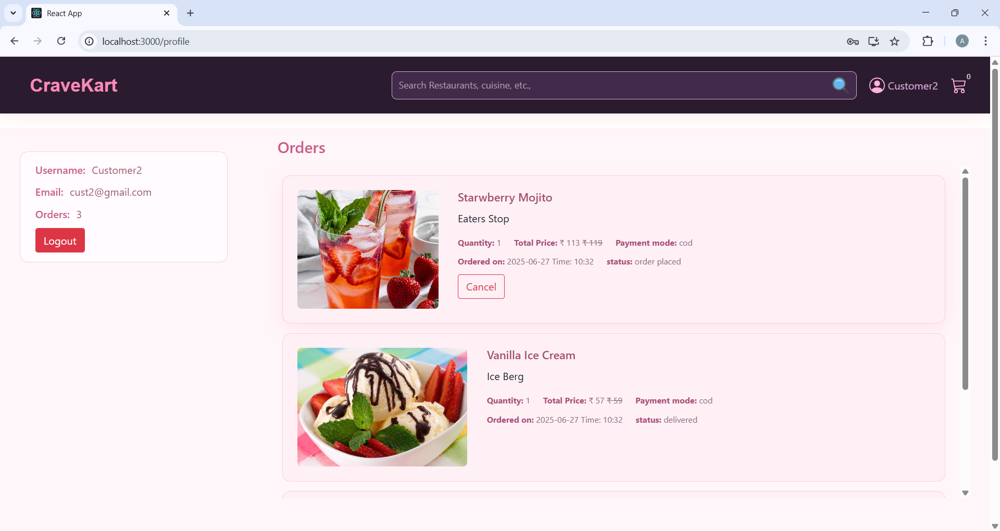 React App
localhost:3000/profile
A
CraveKart
Search Restaurants, cuisine, etc.,
Customer2
0
Username: Customer2
Email: cust2@gmail.com
Orders: 3
Logout
Orders
Starwberry Mojito
Eaters Stop
Quantity: 1 Total Price: ₹ 113 ₹ 119 Payment mode: cod
Ordered on: 2025-06-27 Time: 10:32 status: order placed
Cancel
Vanilla Ice Cream
Ice Berg
Quantity: 1 Total Price: ₹ 57 ₹ 59 Payment mode: cod
Ordered on: 2025-06-27 Time: 10:32 status: delivered